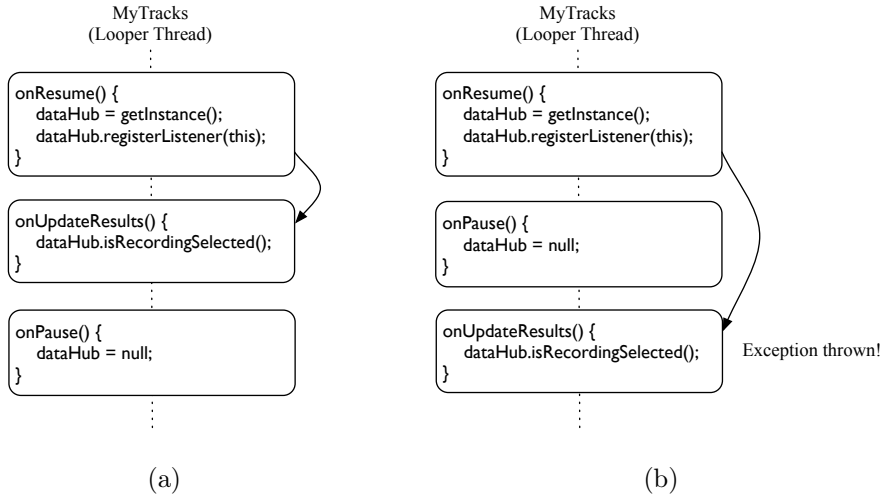 MyTracks
(Looper Thread)
onResume() {
dataHub = getInstance();
dataHub.registerListener(this);
}
onUpdateResults() {
dataHub.isRecordingSelected();
}
onPause() {
dataHub = null;
}
(a)
MyTracks
(Looper Thread)
onResume() {
dataHub = getInstance();
dataHub.registerListener(this);
}
onPause() {
dataHub = null;
}
onUpdateResults() {
dataHub.isRecordingSelected();
}
Exception thrown!
(b)